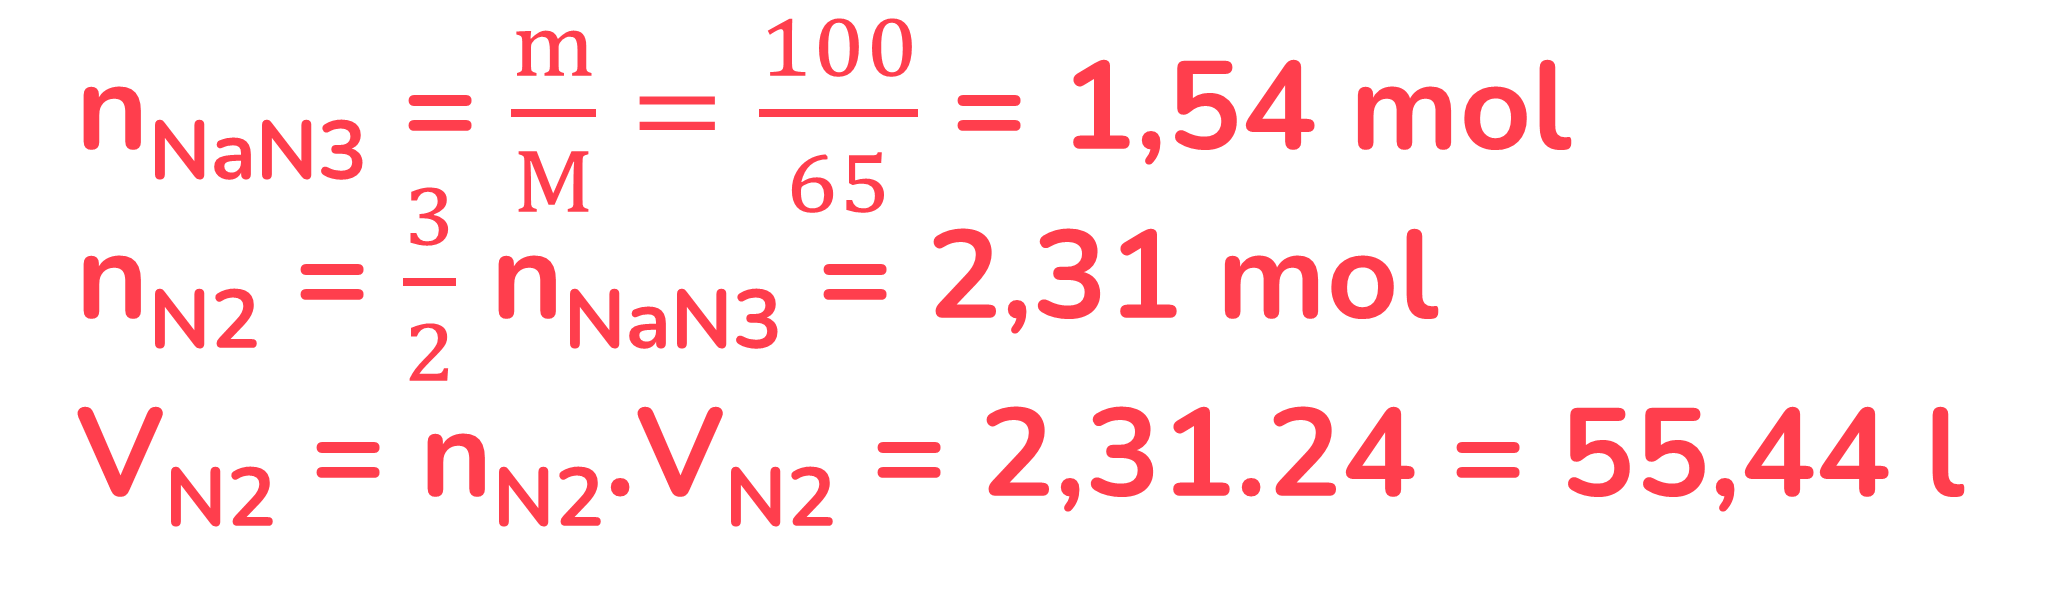 nNaN3 = m/M = 100/65 = 1,54 mol
nN2 = 3/2 nNaN3 = 2,31 mol
VN2 = nN2.VN2 = 2,31.24 = 55,44 l